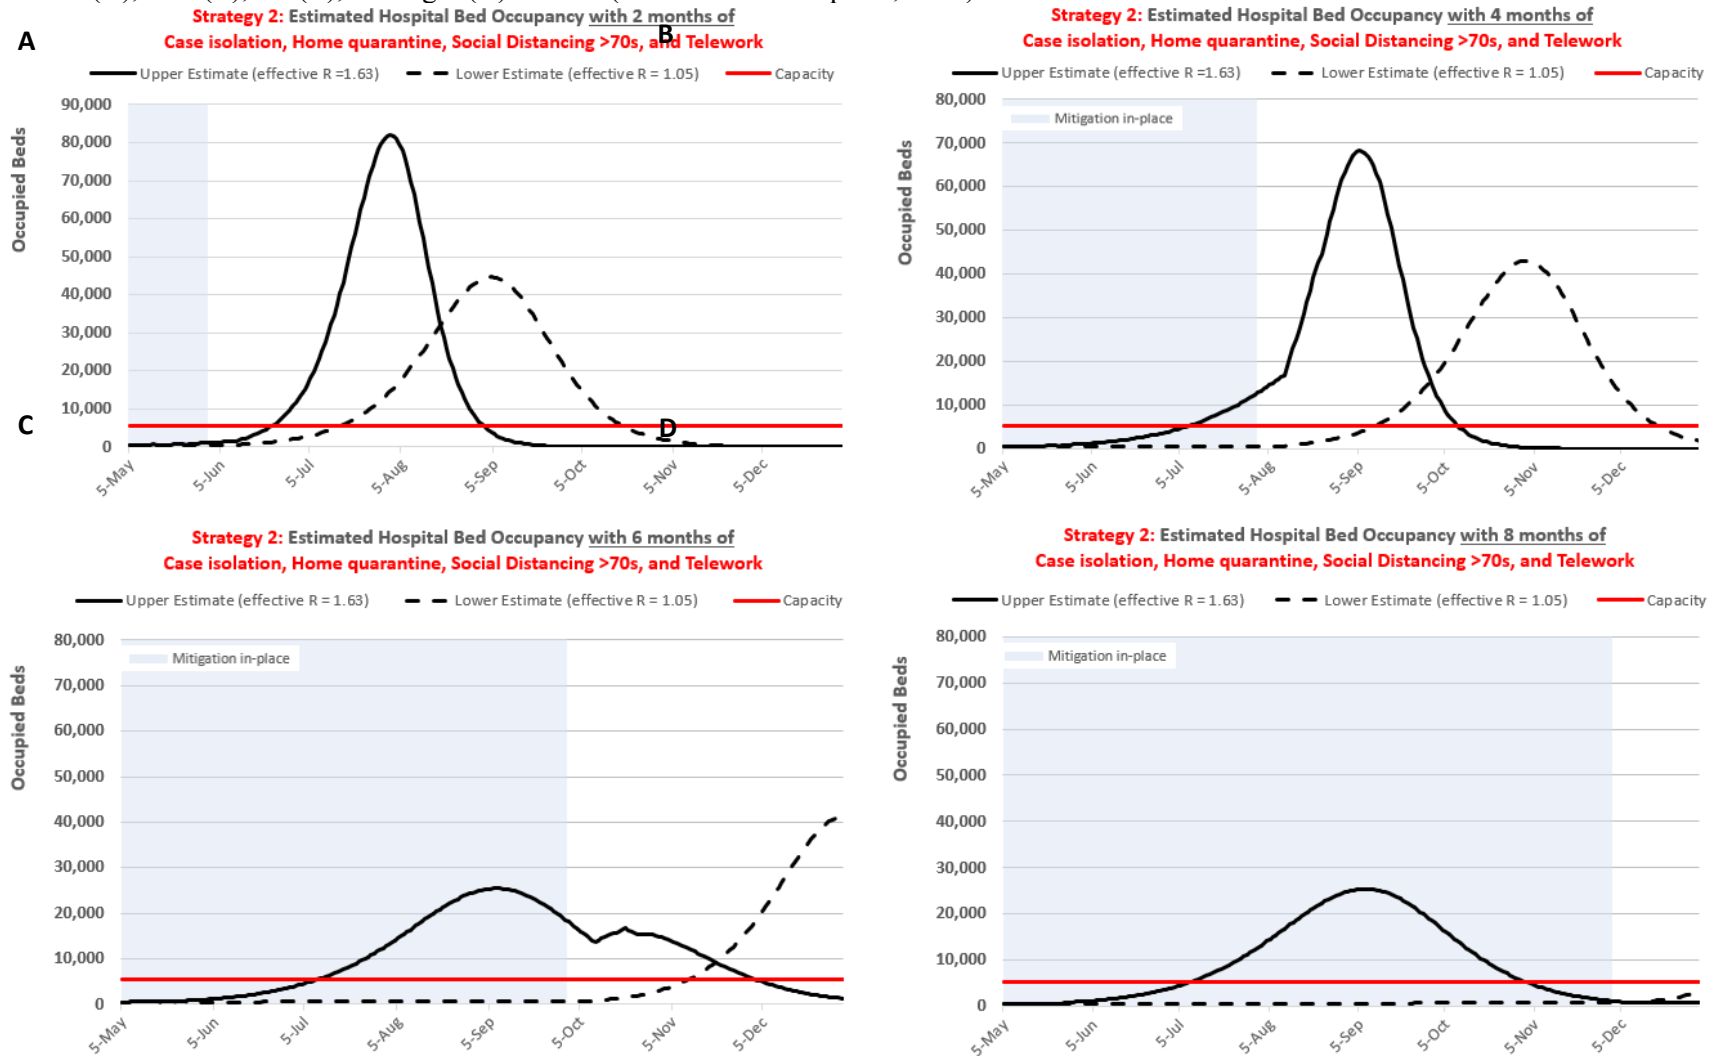 A
Strategy 2: Estimated Hospital Bed Occupancy with 2 months of
Case isolation, Home quarantine, Social Distancing >70s, and Telework
Upper Estimate (effective R =1.63)
Lower Estimate (effective R = 1.05)
Capacity
Occupied Beds
90,000
80,000
70,000
60,000
50,000
40,000
30,000
20,000
10,000
0
5-May
5-Jun
5-Jul
5-Aug
5-Sep
5-Oct
5-Nov
5-Dec
B
Strategy 2: Estimated Hospital Bed Occupancy with 4 months of
Case isolation, Home quarantine, Social Distancing >70s, and Telework
Upper Estimate (effective R =1.63)
Lower Estimate (effective R = 1.05)
Capacity
Mitigation in-place
Occupied Beds
80,000
70,000
60,000
50,000
40,000
30,000
20,000
10,000
0
5-May
5-Jun
5-Jul
5-Aug
5-Sep
5-Oct
5-Nov
5-Dec
C
Strategy 2: Estimated Hospital Bed Occupancy with 6 months of
Case isolation, Home quarantine, Social Distancing >70s, and Telework
Upper Estimate (effective R = 1.63)
Lower Estimate (effective R = 1.05)
Capacity
Mitigation in-place
Occupied Beds
80,000
70,000
60,000
50,000
40,000
30,000
20,000
10,000
0
5-May
5-Jun
5-Jul
5-Aug
5-Sep
5-Oct
5-Nov
5-Dec
D
Strategy 2: Estimated Hospital Bed Occupancy with 8 months of
Case isolation, Home quarantine, Social Distancing >70s, and Telework
Upper Estimate (effective R = 1.63)
Lower Estimate (effective R = 1.05)
Capacity
Mitigation in-place
Occupied Beds
80,000
70,000
60,000
50,000
40,000
30,000
20,000
10,000
0
5-May
5-Jun
5-Jul
5-Aug
5-Sep
5-Oct
5-Nov
5-Dec